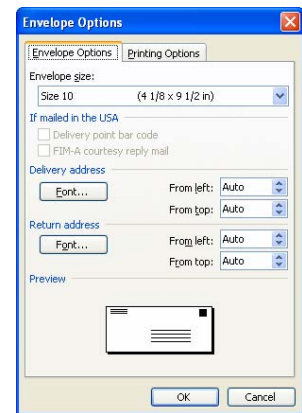 Envelope Options
Envelope Options Printing Options
Envelope size:
Size 10 (4 1/8 x 9 1/2 in)
If mailed in the USA
Delivery point bar code
FIM-A courtesy reply mail
Delivery address
Font... From left: Auto
From top: Auto
Return address
Font... From left: Auto
From top: Auto
Preview
OK Cancel